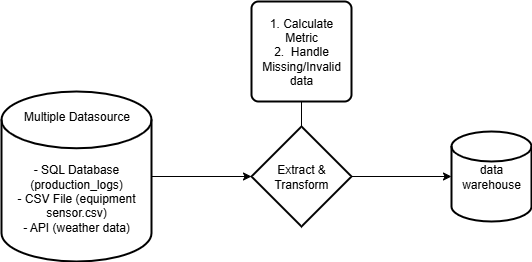 1. Calculate
Metric
2. Handle
Missing/Invalid
data
Multiple Datasource
- SQL Database
(production_logs)
- CSV File (equipment
sensor.csv)
- API (weather data)
Extract &
Transform
data
warehouse